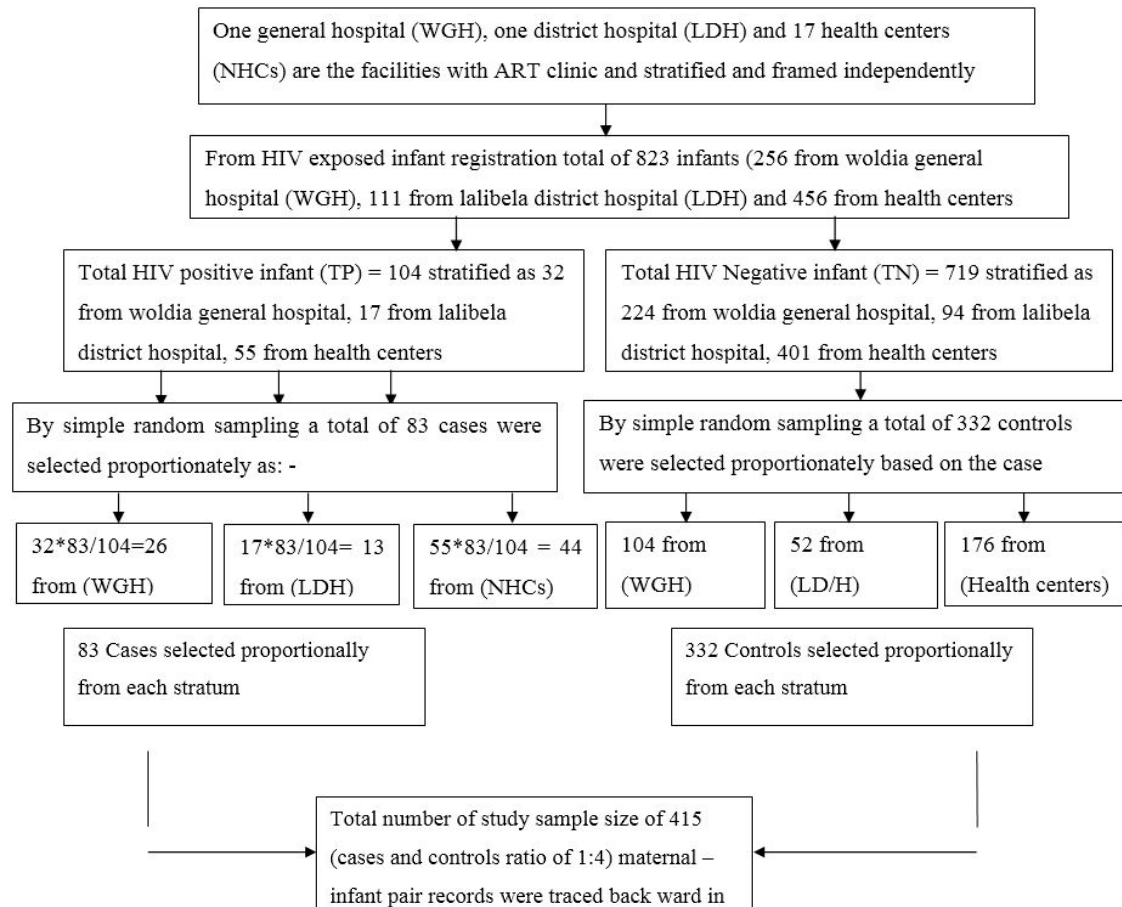 One general hospital (WGH), one district hospital (LDH) and 17 health centers
(NHCs) are the facilities with ART clinic and stratified and framed independently
From HIV exposed infant registration total of 823 infants (256 from woldia general
hospital (WGH), 111 from lalibela district hospital (LDH) and 456 from health centers
Total HIV positive infant (TP) = 104 stratified as 32
from woldia general hospital, 17 from lalibela
district hospital, 55 from health centers
Total HIV Negative infant (TN) = 719 stratified as
224 from woldia general hospital, 94 from lalibela
district hospital, 401 from health centers
By simple random sampling a total of 83 cases were
selected proportionately as: -
By simple random sampling a total of 332 controls
were selected proportionately based on the case
32*83/104=26
from (WGH)
17*83/104= 13
from (LDH)
55*83/104 = 44
from (NHCs)
104 from
(WGH)
52 from
(LD/H)
176 from
(Health centers)
83 Cases selected proportionally
from each stratum
332 Controls selected proportionally
from each stratum
Total number of study sample size of 415
(cases and controls ratio of 1:4) maternal –
infant pair records were traced back ward in